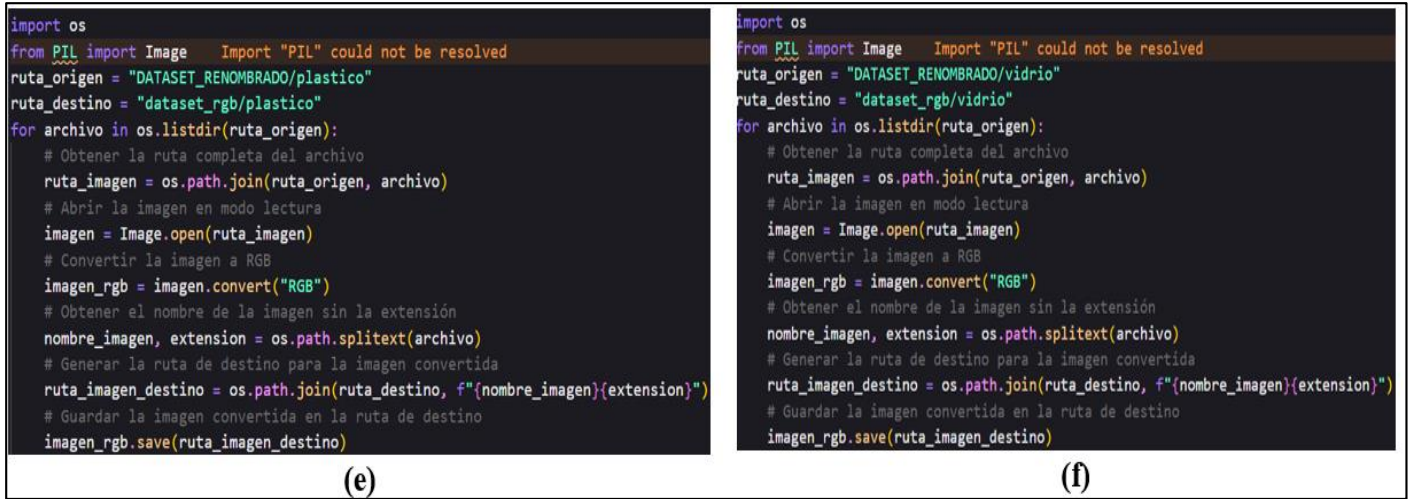 import os
from PIL import Image    Import "PIL" could not be resolved
ruta_origen = "DATASET_RENOMBRADO/plastico"
ruta_destino = "dataset_rgb/plastico"
for archivo in os.listdir(ruta_origen):
    # Obtener la ruta completa del archivo
    ruta_imagen = os.path.join(ruta_origen, archivo)
    # Abrir la imagen en modo lectura
    imagen = Image.open(ruta_imagen)
    # Convertir la imagen a RGB
    imagen_rgb = imagen.convert("RGB")
    # Obtener el nombre de la imagen sin la extensión
    nombre_imagen, extension = os.path.splitext(archivo)
    # Generar la ruta de destino para la imagen convertida
    ruta_imagen_destino = os.path.join(ruta_destino, f"{nombre_imagen}{extension}")
    # Guardar la imagen convertida en la ruta de destino
    imagen_rgb.save(ruta_imagen_destino)
(e)
import os
from PIL import Image    Import "PIL" could not be resolved
ruta_origen = "DATASET_RENOMBRADO/vidrio"
ruta_destino = "dataset_rgb/vidrio"
for archivo in os.listdir(ruta_origen):
    # Obtener la ruta completa del archivo
    ruta_imagen = os.path.join(ruta_origen, archivo)
    # Abrir la imagen en modo lectura
    imagen = Image.open(ruta_imagen)
    # Convertir la imagen a RGB
    imagen_rgb = imagen.convert("RGB")
    # Obtener el nombre de la imagen sin la extensión
    nombre_imagen, extension = os.path.splitext(archivo)
    # Generar la ruta de destino para la imagen convertida
    ruta_imagen_destino = os.path.join(ruta_destino, f"{nombre_imagen}{extension}")
    # Guardar la imagen convertida en la ruta de destino
    imagen_rgb.save(ruta_imagen_destino)
(f)